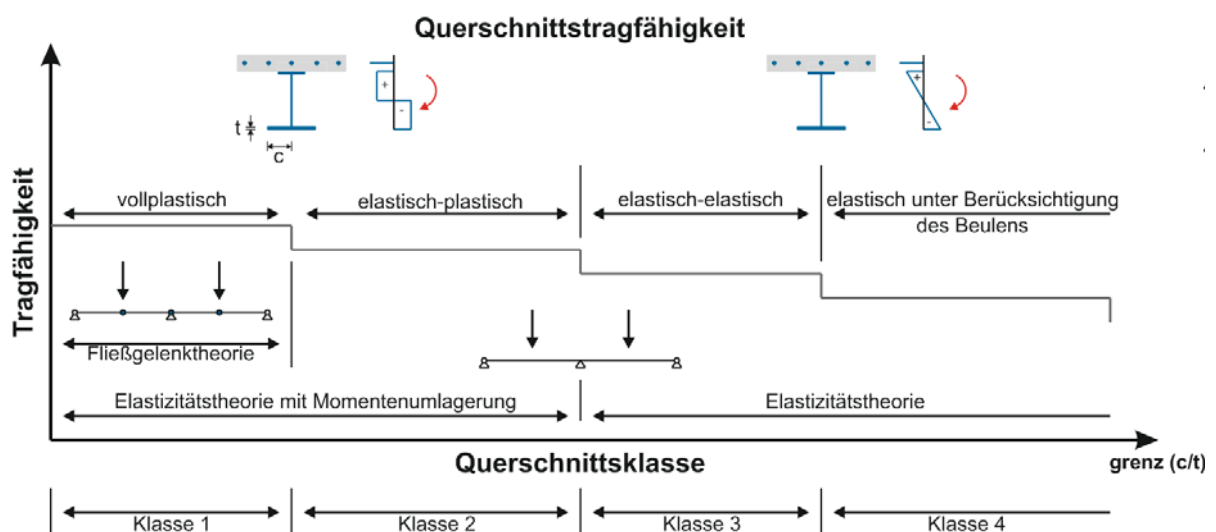 Querschnittstragfähigkeit
+
-
+
-
t
c
Tragfähigkeit
vollplastisch
elastisch-plastisch
elastisch-elastisch
elastisch unter Berücksichtigung
des Beulens
Fließgelenktheorie
Elastizitätstheorie mit Momentenumlagerung
Elastizitätstheorie
Querschnittsklasse
grenz (c/t)
Klasse 1
Klasse 2
Klasse 3
Klasse 4